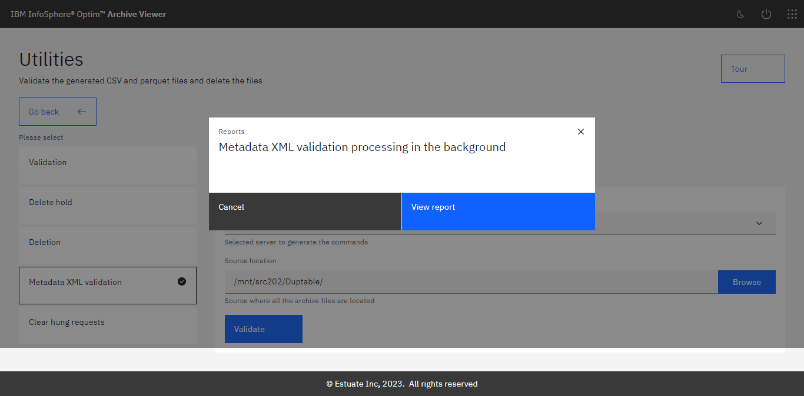 IBM InfoSphere® Optim™ Archive Viewer
Utilities
Validate the generated CSV and parquet files and delete the files
Tour
Go back
Please select
Validation
Delete hold
Deletion
Metadata XML validation
Clear hung requests
Reports
Metadata XML validation processing in the background
Cancel
View report
Selected server to generate the commands
Source location
/mnt/src202/Duptable/
Browse
Source where all the archive files are located
Validate
© Estuate Inc, 2023. All rights reserved